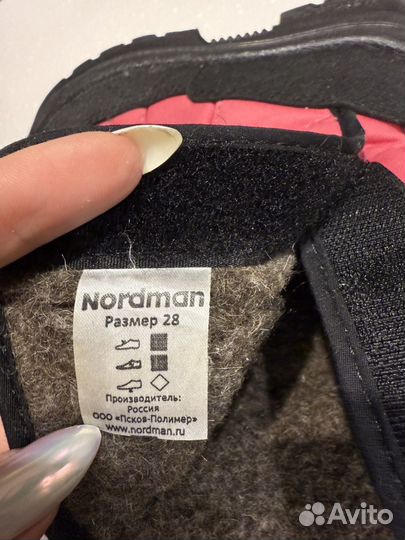 Nordman
Размер 28
Производитель:
Россия
ООО «Псков-Полимер»
www.nordman.ru
Avito